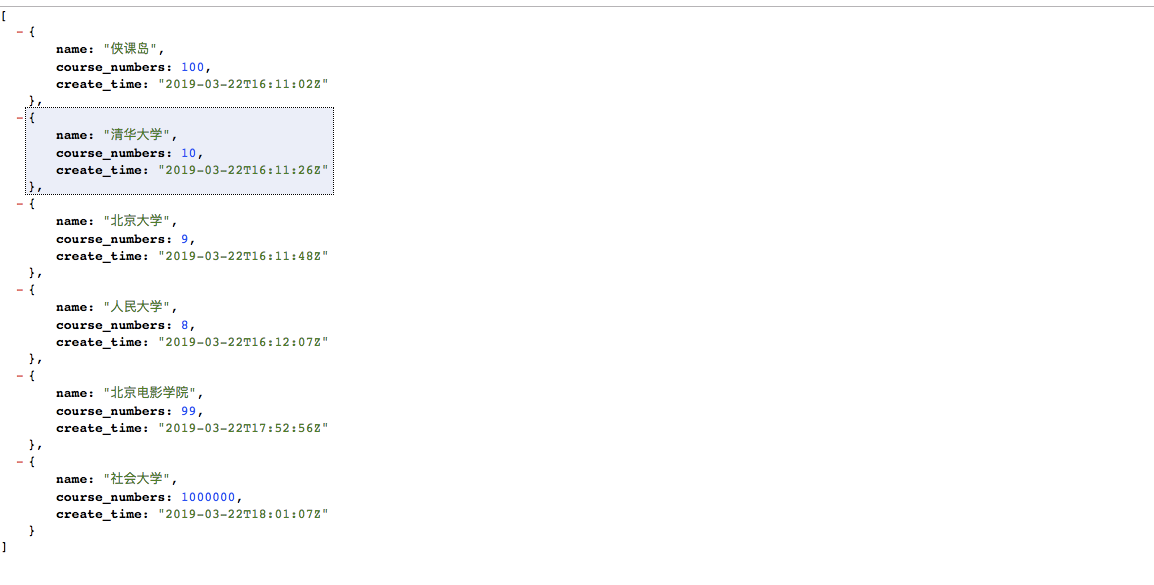 [
- {
name: "侠课岛",
course_numbers: 100,
create_time: "2019-03-22T16:11:02Z"
},
- {
name: "清华大学",
course_numbers: 10,
create_time: "2019-03-22T16:11:26Z"
},
- {
name: "北京大学",
course_numbers: 9,
create_time: "2019-03-22T16:11:48Z"
},
- {
name: "人民大学",
course_numbers: 8,
create_time: "2019-03-22T16:12:07Z"
},
- {
name: "北京电影学院",
course_numbers: 99,
create_time: "2019-03-22T17:52:56Z"
},
- {
name: "社会大学",
course_numbers: 1000000,
create_time: "2019-03-22T18:01:07Z"
}
]